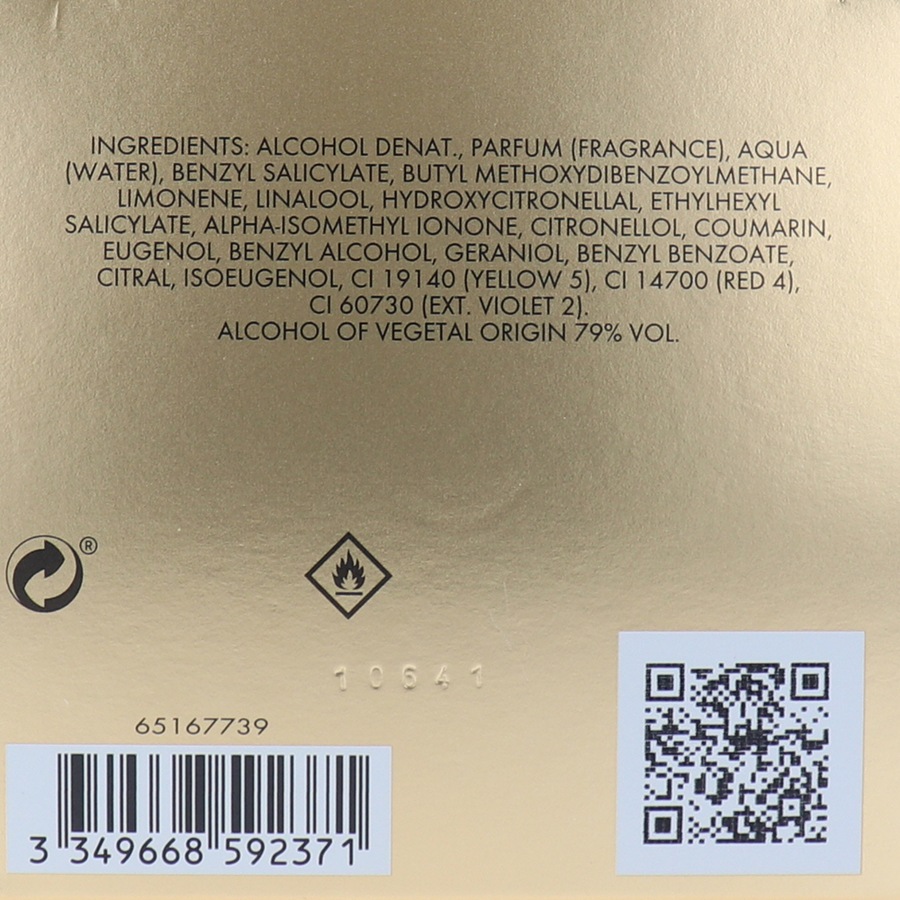 INGREDIENTS: ALCOHOL DENAT., PARFUM (FRAGRANCE), AQUA
(WATER), BENZYL SALICYLATE, BUTYL METHOXYDIBENZOYLMETHANE,
LIMONENE, LINALOOL, HYDROXYCITRONELLAL, ETHYLHEXYL
SALICYLATE, ALPHA-ISOMETHYL IONONE, CITRONELLOL, COUMARIN,
EUGENOL, BENZYL ALCOHOL, GERANIOL, BENZYL BENZOATE,
CITRAL, ISOEUGENOL, CI 19140 (YELLOW 5), CI 14700 (RED 4),
CI 60730 (EXT. VIOLET 2).
ALCOHOL OF VEGETAL ORIGIN 79% VOL.
®
10641
65167739
3 349668 592371